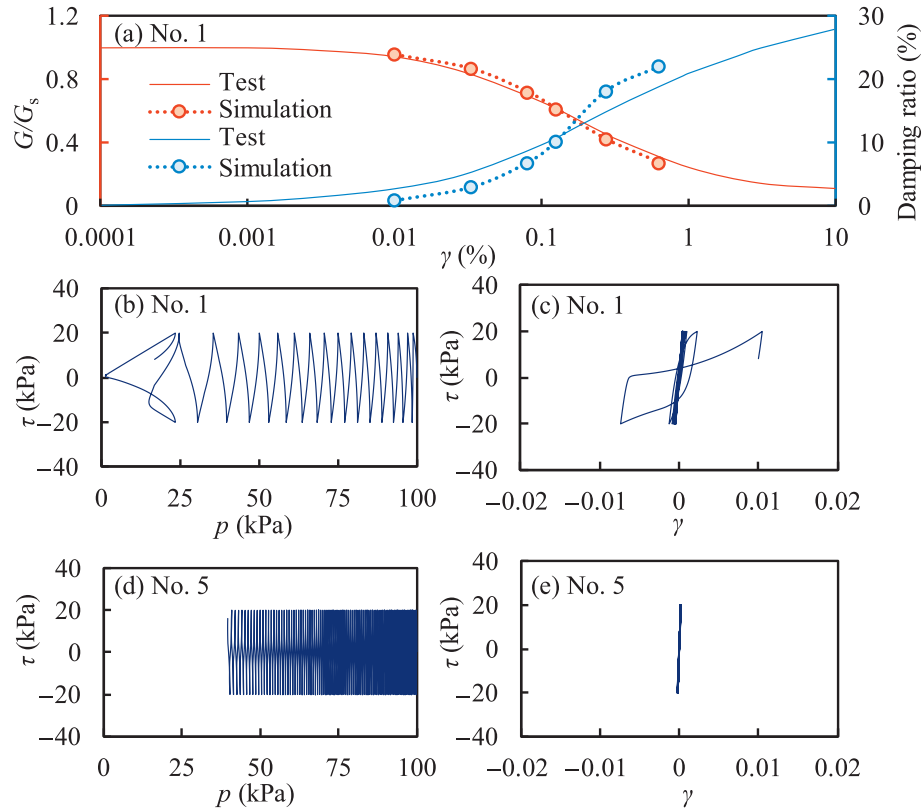 (a) No. 1
Test
Simulation
Test
Simulation
G/Gs
1.2
0.8
0.4
0
Damping ratio (%)
30
20
10
0
0.0001 0.001 0.01 0.1 1 10
γ (%)
(b) No. 1
τ (kPa)
40
20
0
−20
−40
0 25 50 75 100
p (kPa)
(c) No. 1
τ (kPa)
40
20
0
−20
−40
−0.02 −0.01 0 0.01 0.02
γ
(d) No. 5
τ (kPa)
40
20
0
−20
−40
0 25 50 75 100
p (kPa)
(e) No. 5
τ (kPa)
40
20
0
−20
−40
−0.02 −0.01 0 0.01 0.02
γ